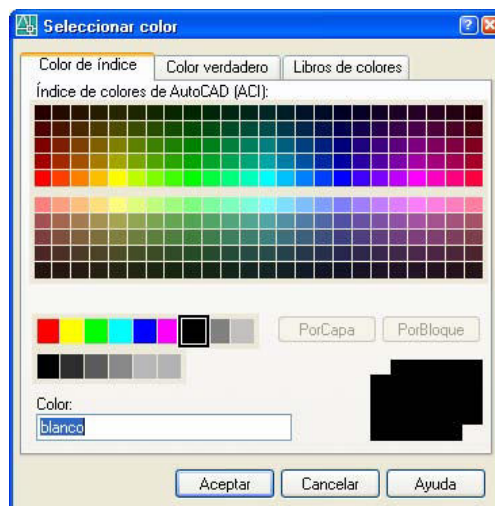 Seleccionar color
Color de índice Color verdadero Libros de colores
Índice de colores de AutoCAD (ACI):
PorCapa PorBloque
Color:
blanco
Aceptar Cancelar Ayuda